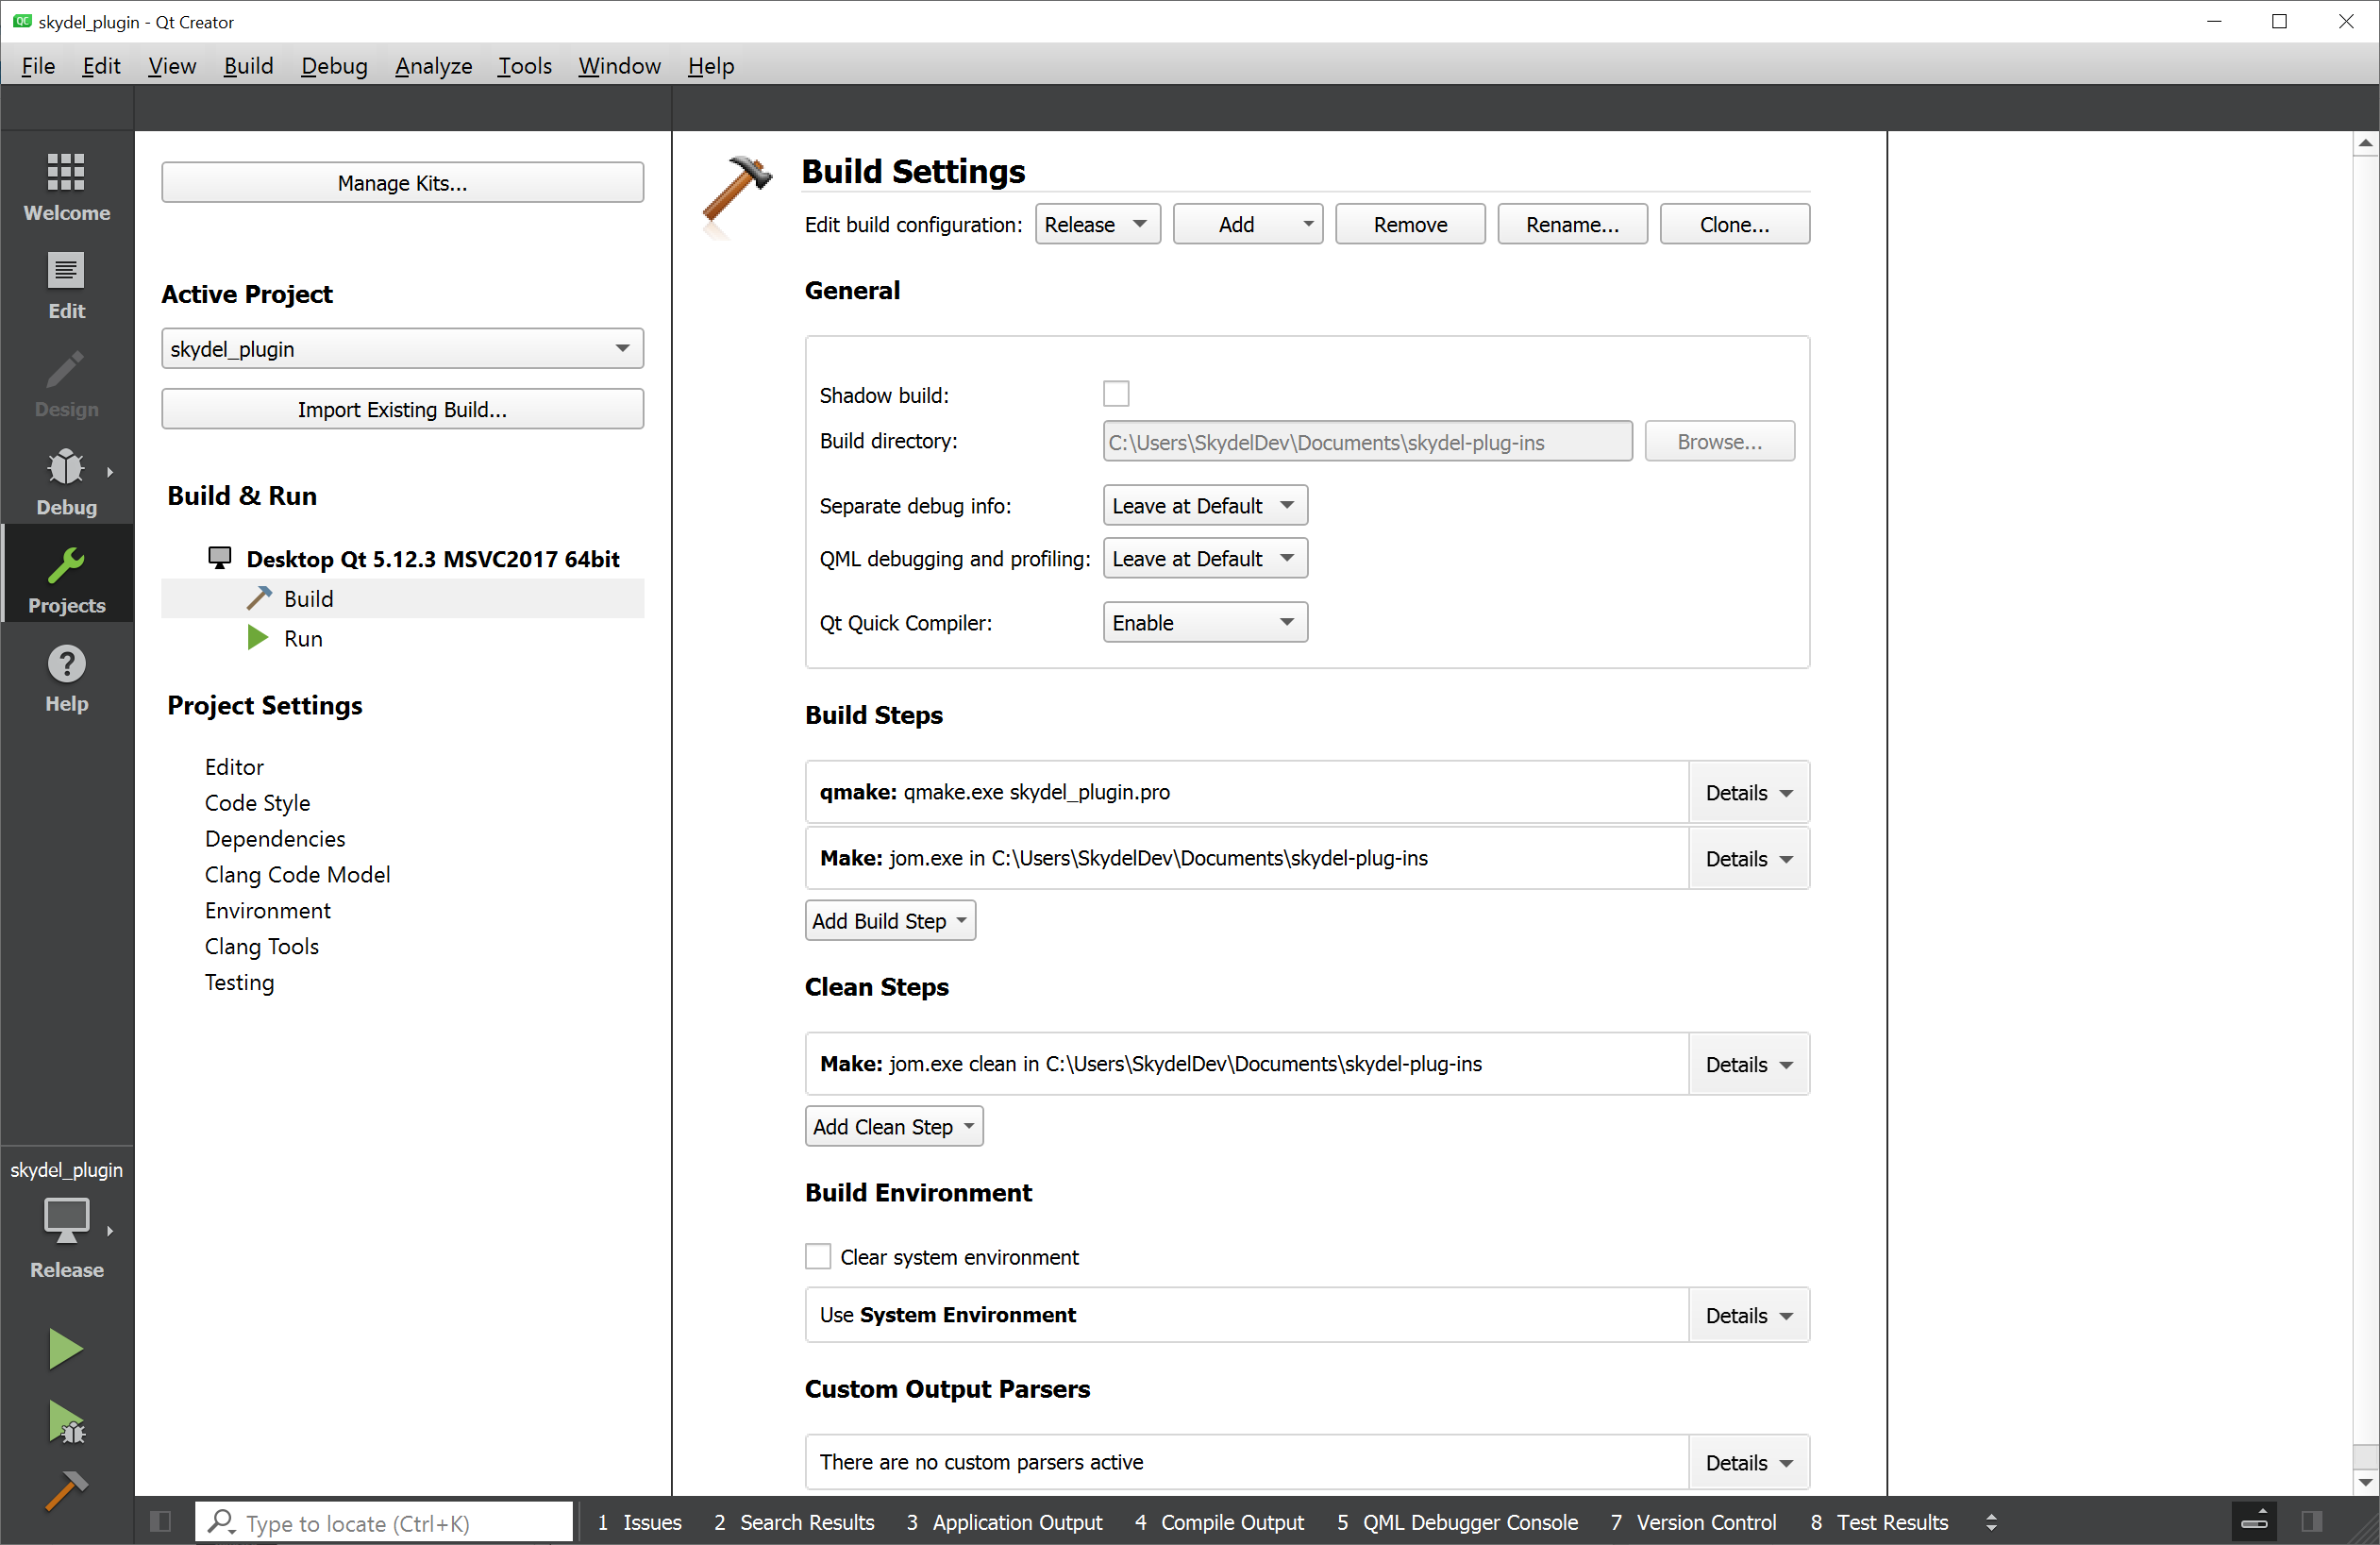 skydel_plugin - Qt Creator
File Edit View Build Debug Analyze Tools Window Help
Welcome
Edit
Design
Debug
Projects
Help
skydel_plugin
Release
Manage Kits...
Active Project
skydel_plugin
Import Existing Build...
Build & Run
Desktop Qt 5.12.3 MSVC2017 64bit
Build
Run
Project Settings
Editor
Code Style
Dependencies
Clang Code Model
Environment
Clang Tools
Testing
Build Settings
Edit build configuration: Release Add Remove Rename... Clone...
General
Shadow build:
Build directory: C:\Users\SkydelDev\Documents\skydel-plug-ins Browse...
Separate debug info: Leave at Default
QML debugging and profiling: Leave at Default
Qt Quick Compiler: Enable
Build Steps
qmake: qmake.exe skydel_plugin.pro Details
Make: jom.exe in C:\Users\SkydelDev\Documents\skydel-plug-ins Details
Add Build Step
Clean Steps
Make: jom.exe clean in C:\Users\SkydelDev\Documents\skydel-plug-ins Details
Add Clean Step
Build Environment
Clear system environment
Use System Environment Details
Custom Output Parsers
There are no custom parsers active Details
Type to locate (Ctrl+K) 1 Issues 2 Search Results 3 Application Output 4 Compile Output 5 QML Debugger Console 7 Version Control 8 Test Results